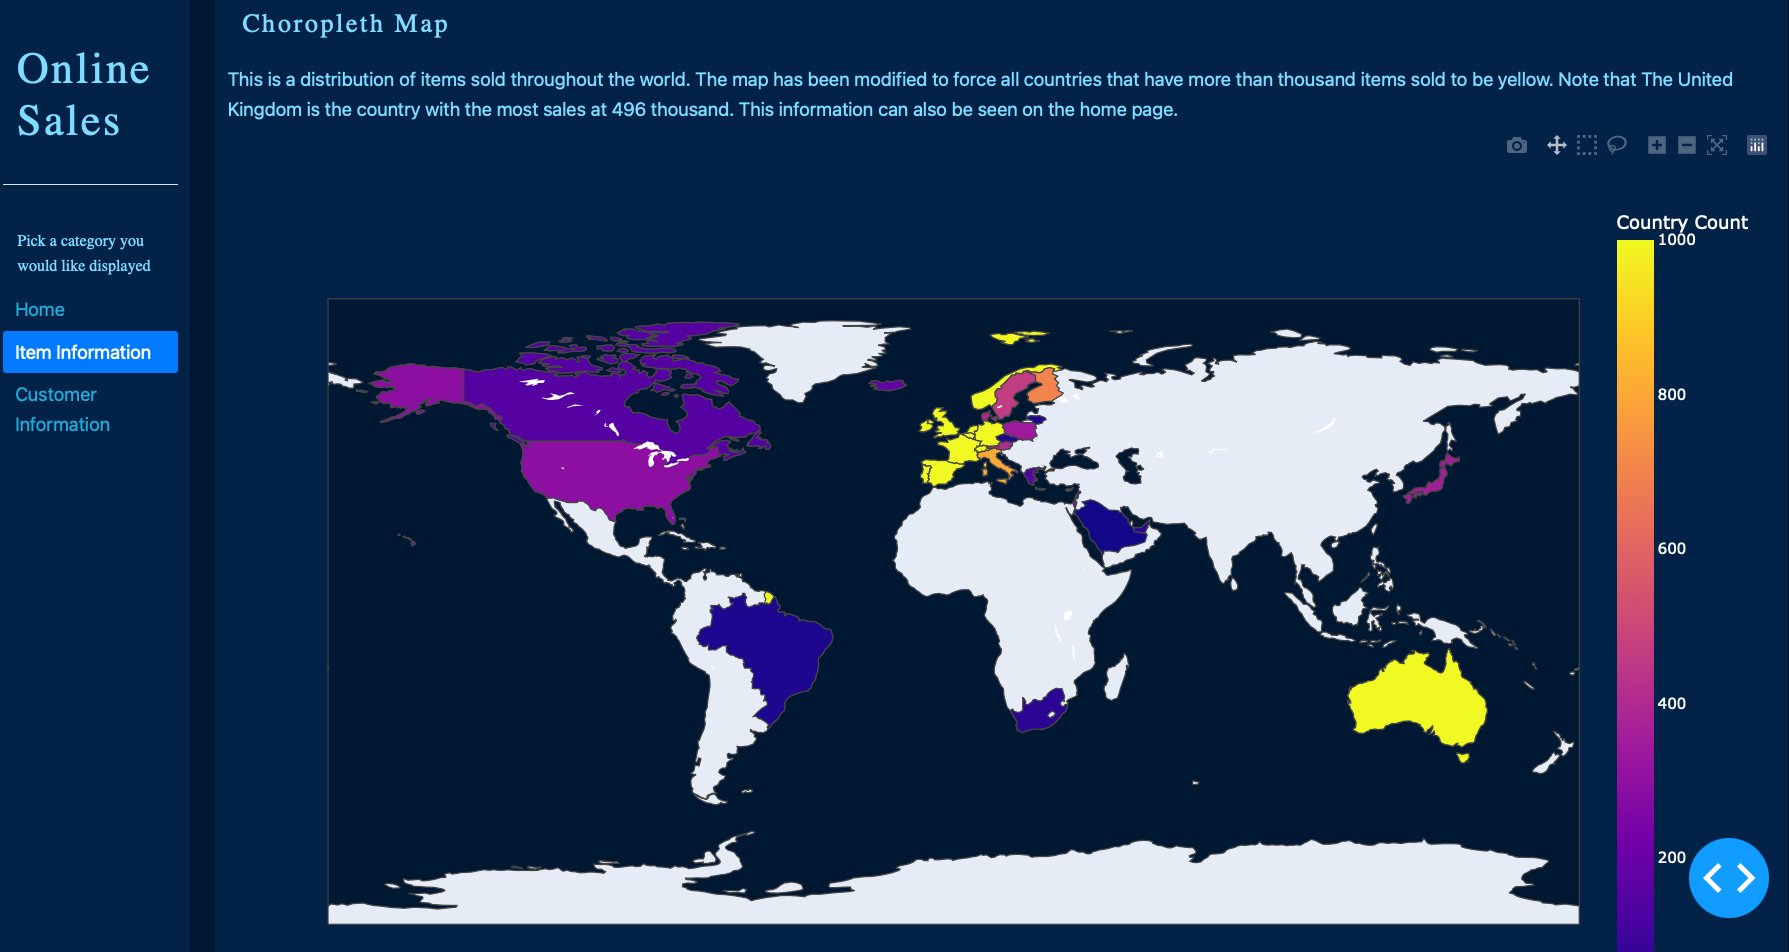 Online
Sales
Pick a category you
would like displayed
Home
Item Information
Customer
Information
Choropleth Map
This is a distribution of items sold throughout the world. The map has been modified to force all countries that have more than thousand items sold to be yellow. Note that The United
Kingdom is the country with the most sales at 496 thousand. This information can also be seen on the home page.
Country Count
1000
800
600
400
200